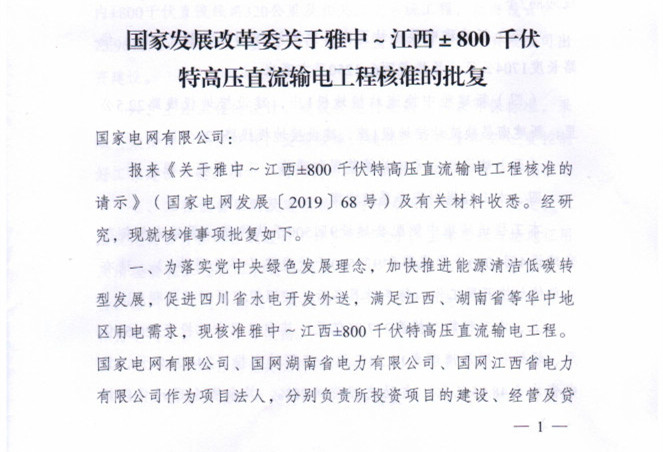 国家发展改革委关于雅中～江西±800千伏
特高压直流输电工程核准的批复
国家电网有限公司：
报来《关于雅中～江西±800千伏特高压直流输电工程核准的
请示》（国家电网发展〔2019〕68号）及有关材料收悉。经研
究，现就核准事项批复如下。
一、为落实党中央绿色发展理念，加快推进能源清洁低碳转
型发展，促进四川省水电开发外送，满足江西、湖南省等华中地
区用电需求，现核准雅中～江西±800千伏特高压直流输电工程。
国家电网有限公司、国网湖南省电力有限公司、国网江西省电力
有限公司作为项目法人，分别负责所投资项目的建设、经营及贷
— 1 —